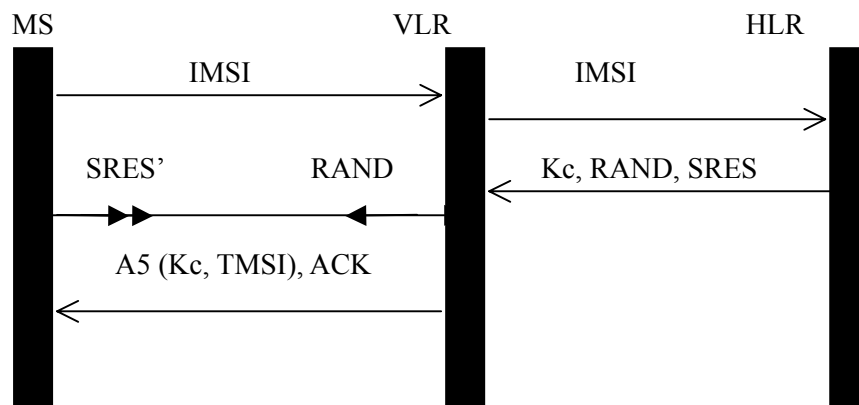 MS VLR HLR
IMSI IMSI
SRES’ RAND Kc, RAND, SRES
A5 (Kc, TMSI), ACK